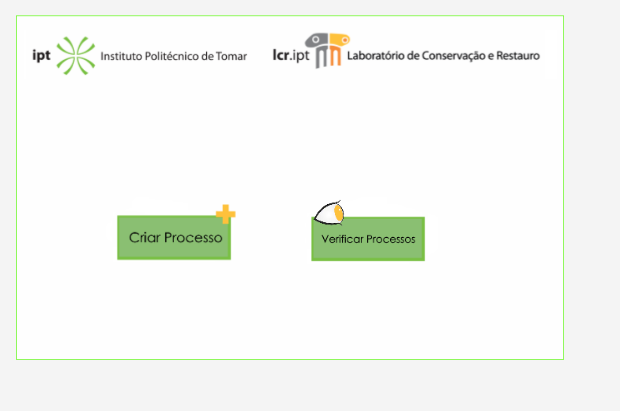 ipt Instituto Politécnico de Tomar
lcr.ipt Laboratório de Conservação e Restauro
Criar Processo
Verificar Processos